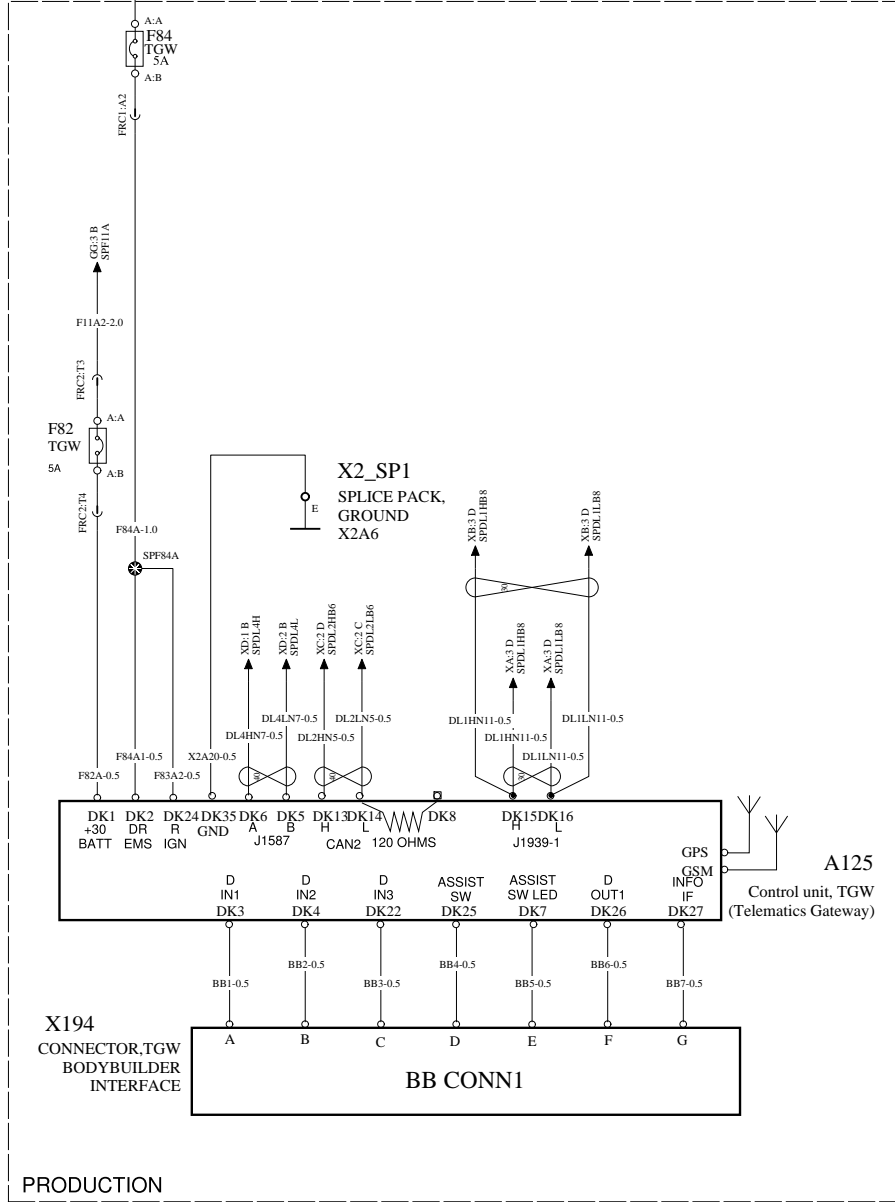 A:A
F84
TGW
5A
A:B
FRC1:A2
GG:3 B
SPF11A
F11A2-2.0
FRC2:T3
A:A
F82
TGW
5A
A:B
FRC2:T4
F84A-1.0
SPF84A
X2_SP1
SPLICE PACK,
GROUND
X2A6
E
XB:3 D
SPDL1HB8
XB:3 D
SPDL1LB8
30
XD:1 B
SPDL4H
XD:2 B
SPDL4L
XC:2 D
SPDL2HB6
XC:2 C
SPDL2LB6
XA:3 D
SPDL1HB8
XA:3 D
SPDL1LB8
DL4LN7-0.5
DL2LN5-0.5
DL1HN11-0.5
DL1LN11-0.5
DL4HN7-0.5
DL2HN5-0.5
DL1HN11-0.5
F84A1-0.5
X2A20-0.5
DL1LN11-0.5
F82A-0.5
F83A2-0.5
40
40
30
DK1
DK2
DK24
DK35
DK6
DK5
DK13
DK14
DK8
DK15
DK16
+30
BATT
DR
EMS
R
IGN
GND
A
B
J1587
H
L
CAN2
120 OHMS
H
L
J1939-1
GPS
GSM
A125
Control unit, TGW
(Telematics Gateway)
D
IN1
DK3
D
IN2
DK4
D
IN3
DK22
ASSIST
SW
DK25
ASSIST
SW LED
DK7
D
OUT1
DK26
INFO
IF
DK27
BB1-0.5
BB2-0.5
BB3-0.5
BB4-0.5
BB5-0.5
BB6-0.5
BB7-0.5
X194
CONNECTOR,TGW
BODYBUILDER
INTERFACE
A
B
C
D
E
F
G
BB CONN1
PRODUCTION